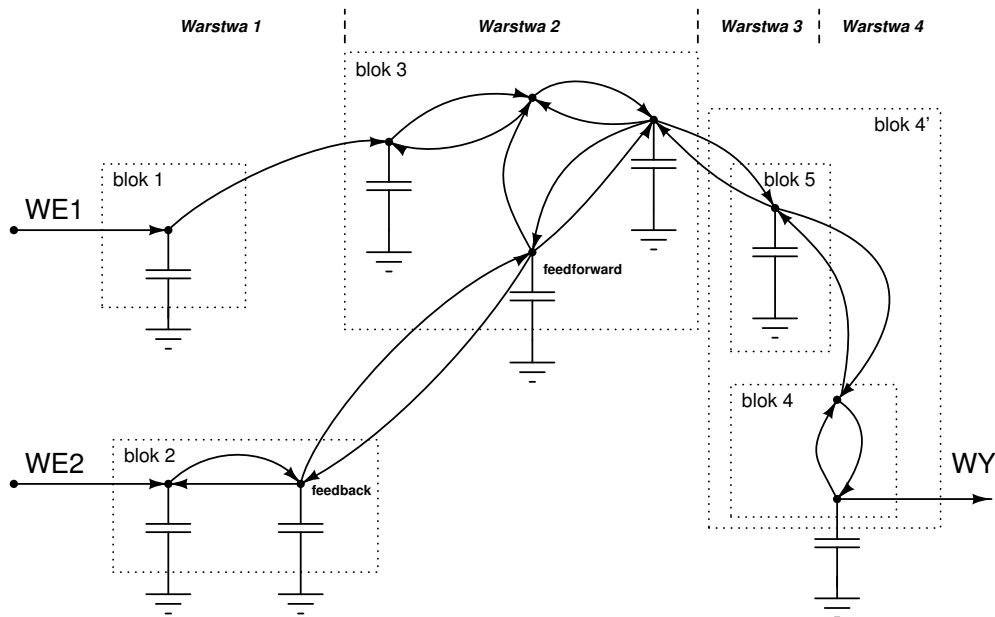 Warstwa 1
Warstwa 2
Warstwa 3
Warstwa 4
blok 3
blok 4'
blok 1
blok 5
WE1
feedforward
blok 4
blok 2
WE2
WY
feedback